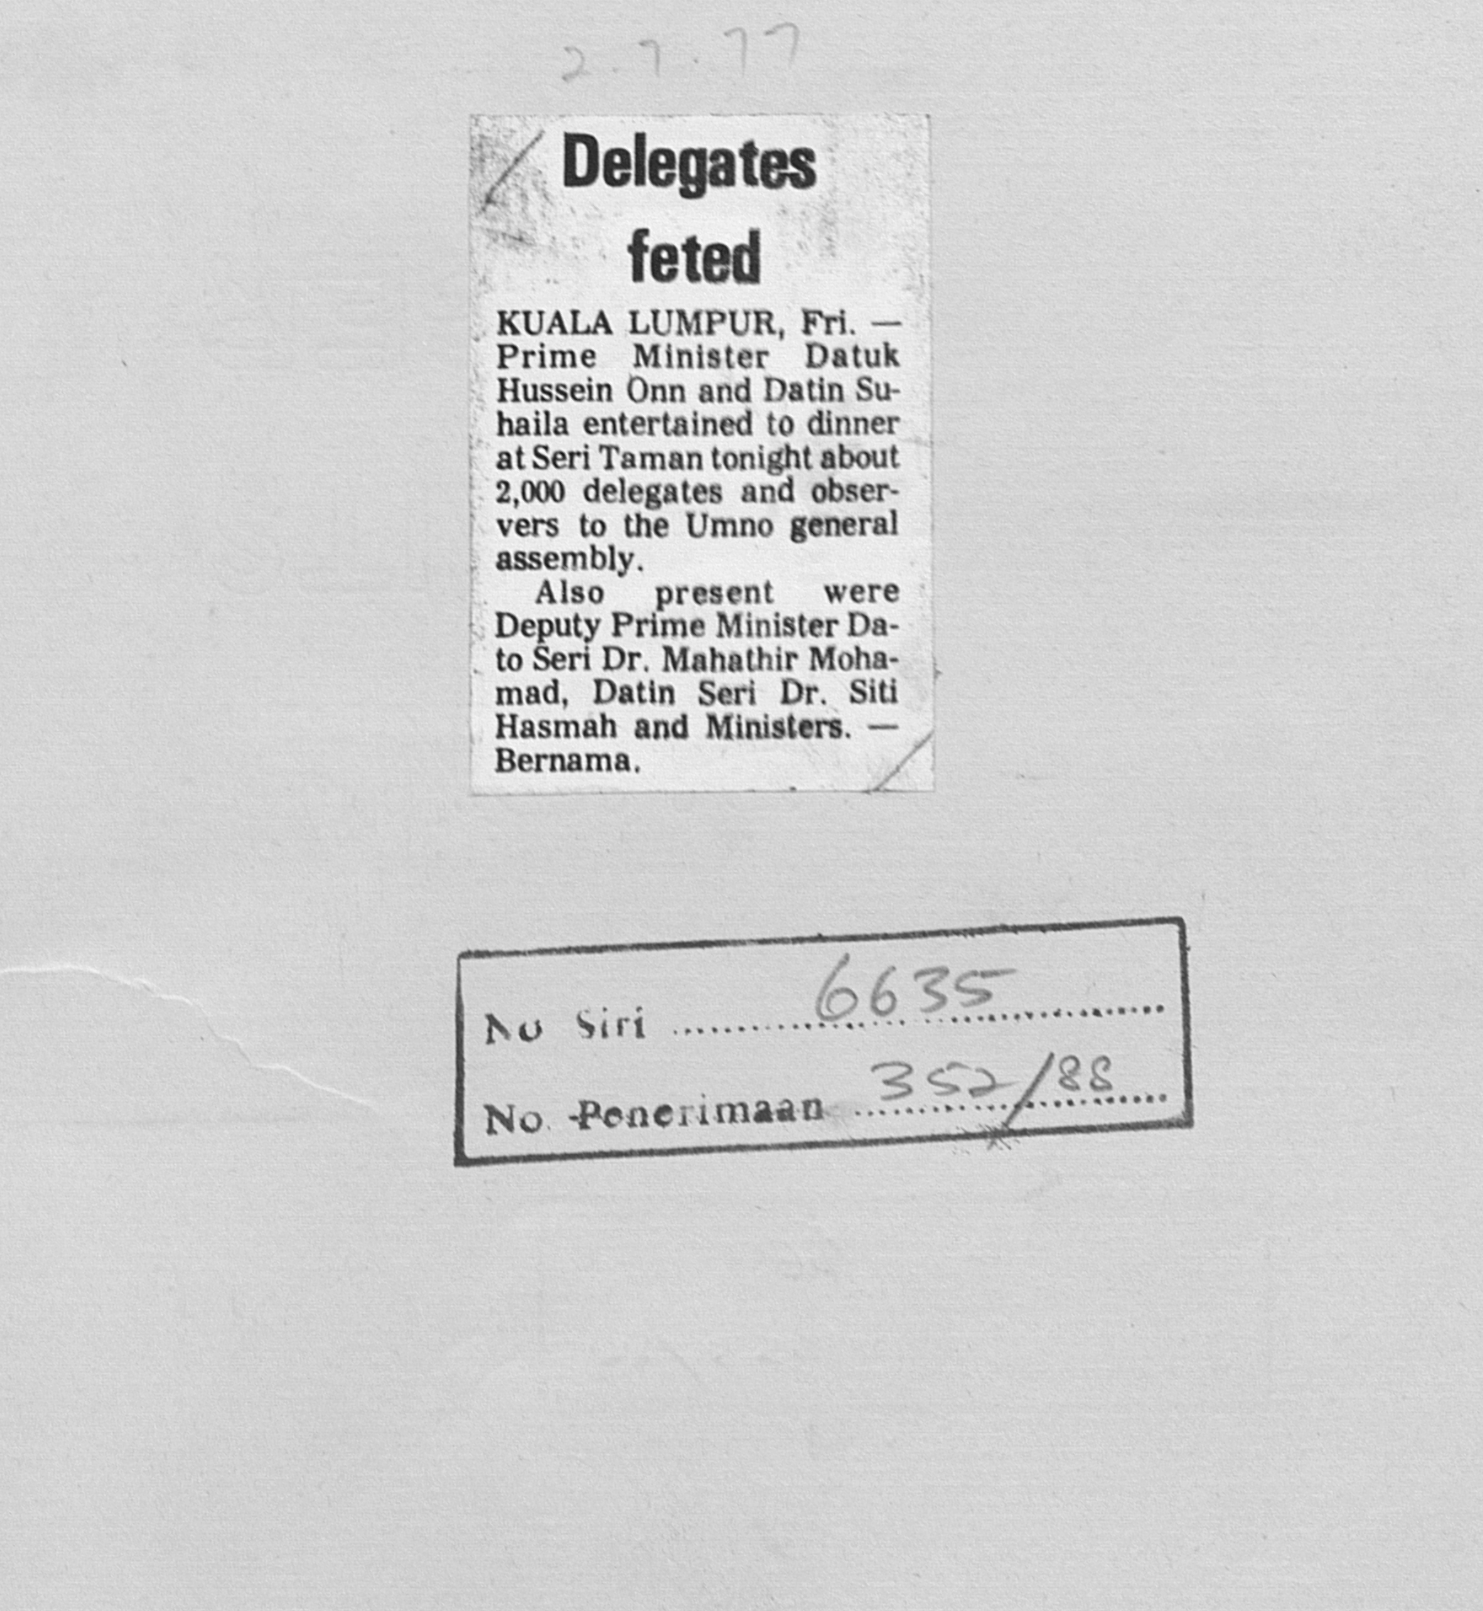 2.7.77
Delegates
feted
KUALA LUMPUR, Fri. —
Prime Minister Datuk
Hussein Onn and Datin Su-
haila entertained to dinner
at Seri Taman tonight about
2,000 delegates and obser-
vers to the Umno general
assembly.
Also present were
Deputy Prime Minister Da-
to Seri Dr. Mahathir Moha-
mad, Datin Seri Dr. Siti
Hasmah and Ministers. —
Bernama.
No Siri 6635
No. Penerimaan 352/88